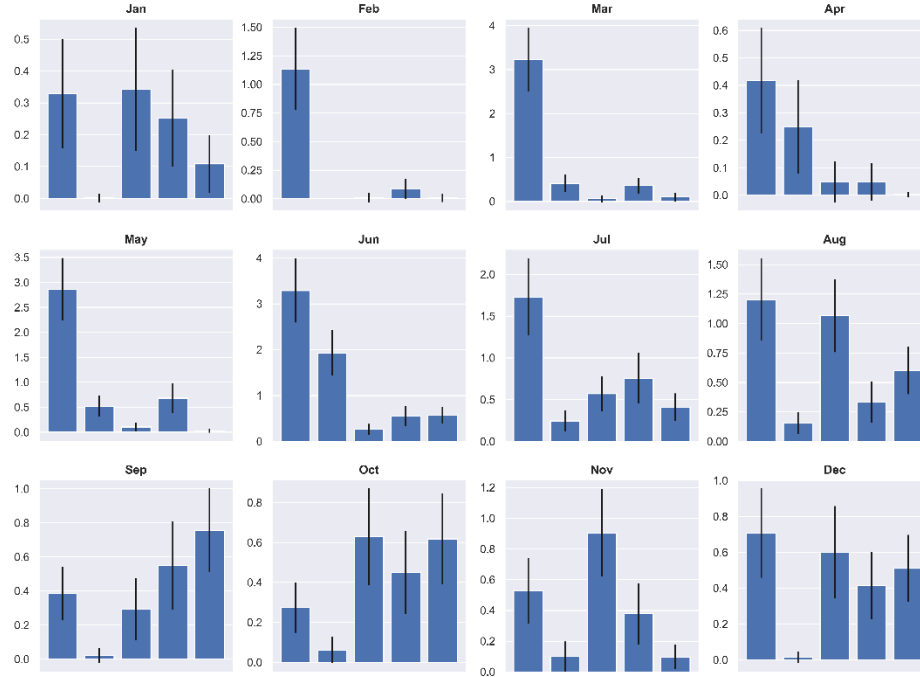 Jan Feb Mar Apr
0.5 0.4 0.3 0.2 0.1 0.0
1.50 1.25 1.00 0.75 0.50 0.25 0.00
4 3 2 1 0
0.6 0.5 0.4 0.3 0.2 0.1 0.0
May Jun Jul Aug
3.5 3.0 2.5 2.0 1.5 1.0 0.5 0.0
4 3 2 1 0
2.0 1.5 1.0 0.5 0.0
1.50 1.25 1.00 0.75 0.50 0.25 0.00
Sep Oct Nov Dec
1.0 0.8 0.6 0.4 0.2 0.0
0.8 0.6 0.4 0.2 0.0
1.2 1.0 0.8 0.6 0.4 0.2 0.0
1.0 0.8 0.6 0.4 0.2 0.0